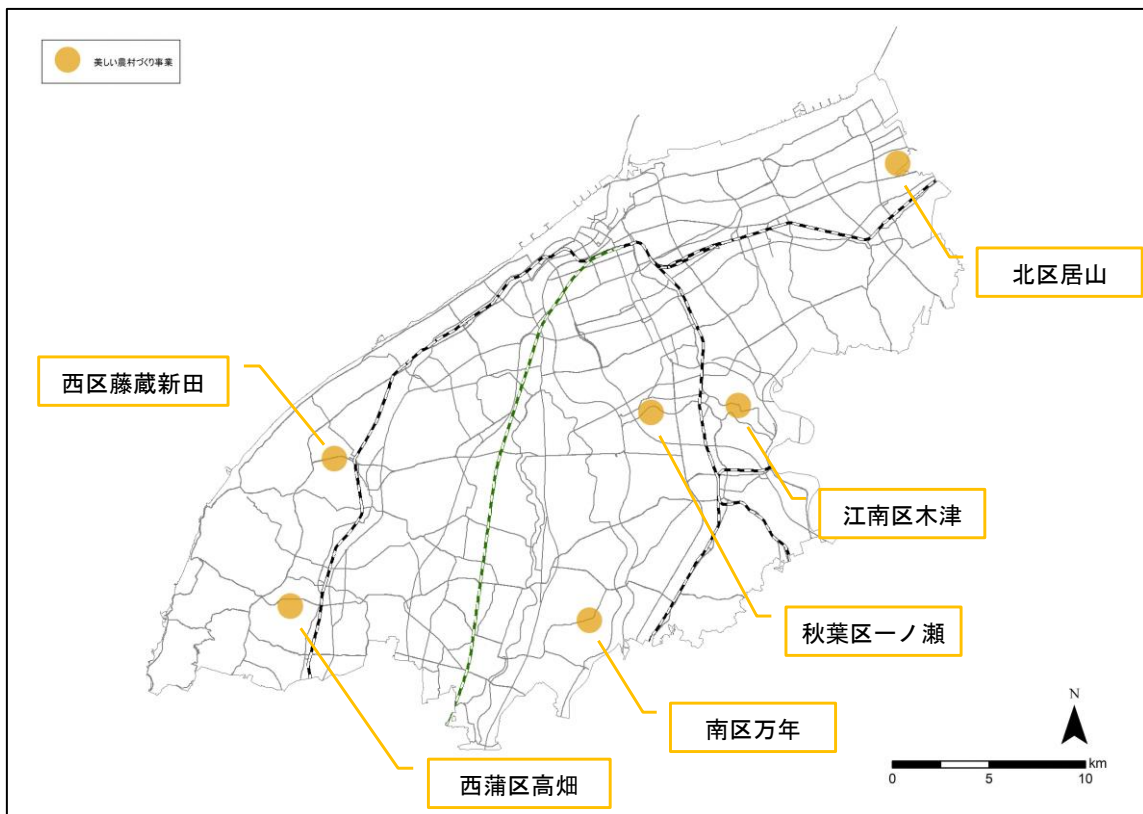 美しい農村づくり事業
北区居山
西区藤蔵新田
江南区木津
秋葉区一ノ瀬
南区万年
西蒲区高畑
N
km
0 5 10